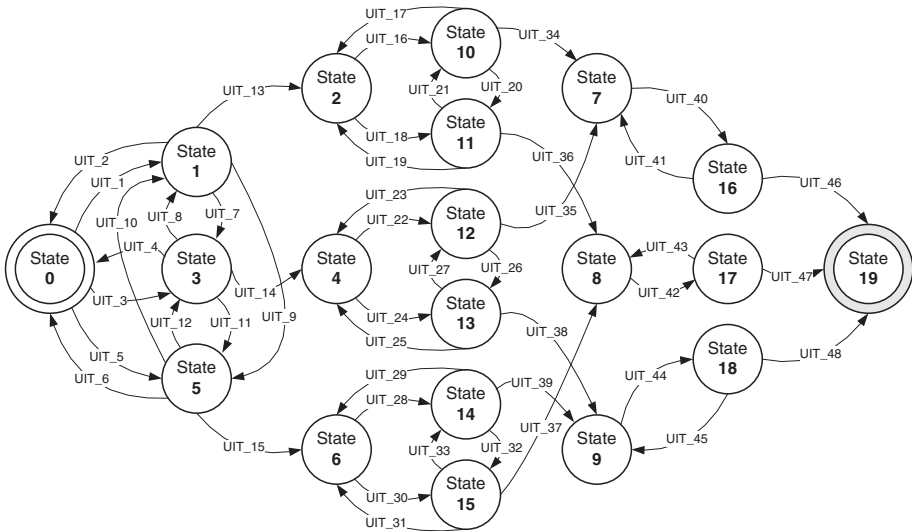 UIT_17
State
10
UIT_34
UIT_16
State
2
UIT_21
UIT_20
State
7
UIT_13
UIT_40
State
11
UIT_18
UIT_19
UIT_36
UIT_2
State
1
UIT_41
State
16
UIT_46
UIT_1
UIT_23
UIT_10
UIT_8
UIT_7
UIT_22
UIT_35
State
12
UIT_4
State
0
State
3
State
4
UIT_27
UIT_26
State
8
UIT_43
State
17
UIT_47
State
19
UIT_3
UIT_14
UIT_42
UIT_12
UIT_11
UIT_9
UIT_24
State
13
UIT_38
UIT_25
UIT_5
UIT_6
State
5
UIT_29
UIT_39
UIT_44
State
18
UIT_48
UIT_28
State
14
UIT_37
UIT_15
State
6
UIT_33
UIT_32
State
9
UIT_45
UIT_30
State
15
UIT_31